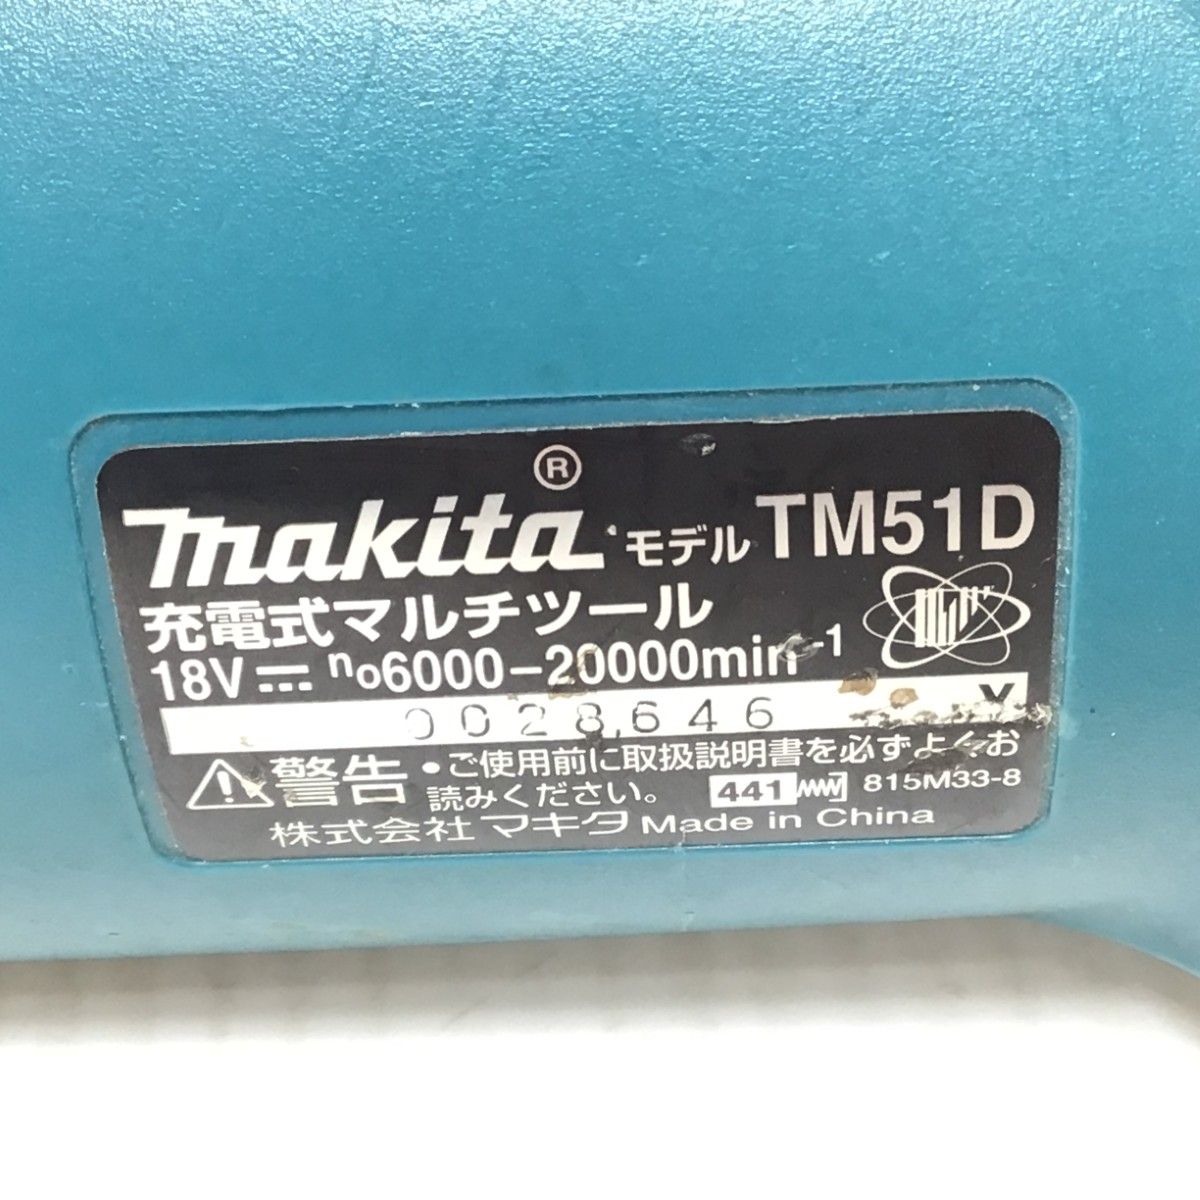 makita® モデル TM51D
充電式マルチツール
18V n₀6000-20000min⁻¹
0028646 Y
警告 ・ご使用前に取扱説明書を必ずよくお
読みください。 441 815M33-8
株式会社マキタ Made in China